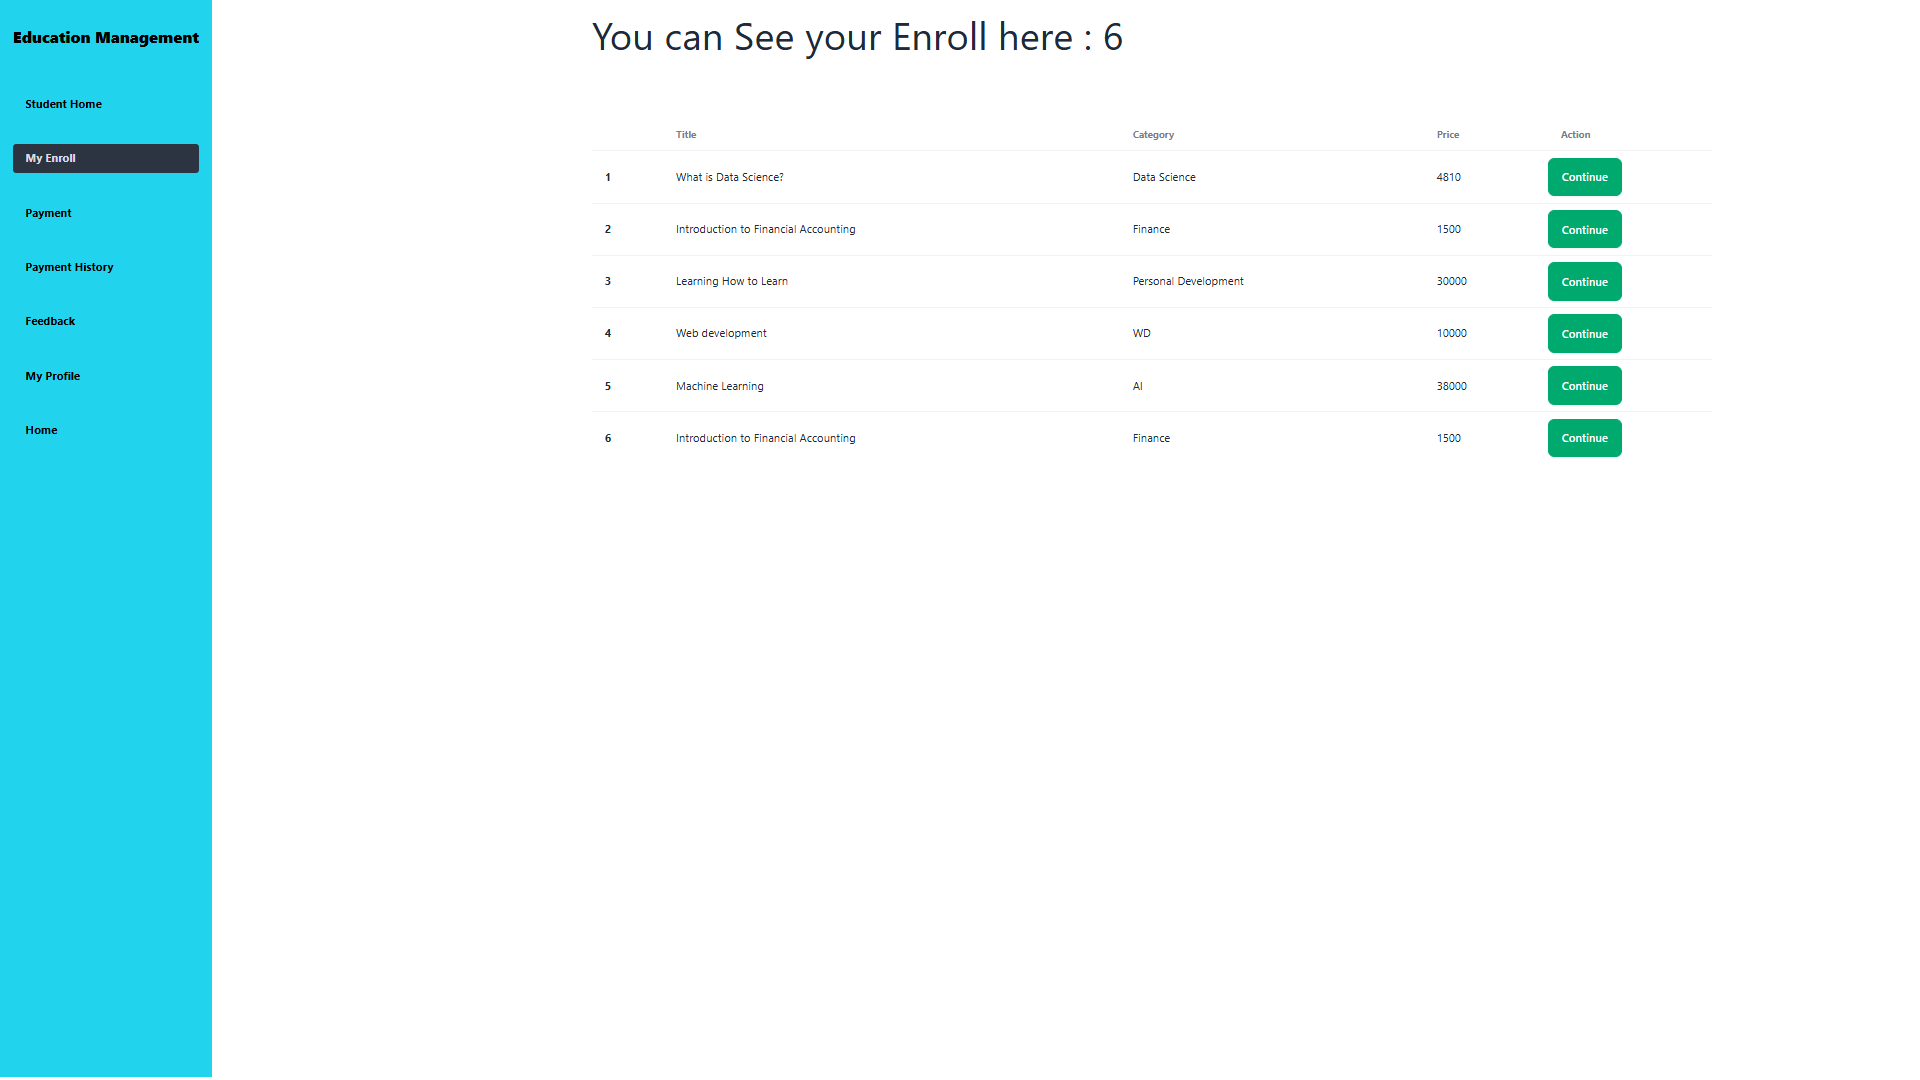 Education Management
Student Home
My Enroll
Payment
Payment History
Feedback
My Profile
Home
You can See your Enroll here : 6
Title Category Price Action
1 What is Data Science? Data Science 4810 Continue
2 Introduction to Financial Accounting Finance 1500 Continue
3 Learning How to Learn Personal Development 30000 Continue
4 Web development WD 10000 Continue
5 Machine Learning AI 38000 Continue
6 Introduction to Financial Accounting Finance 1500 Continue